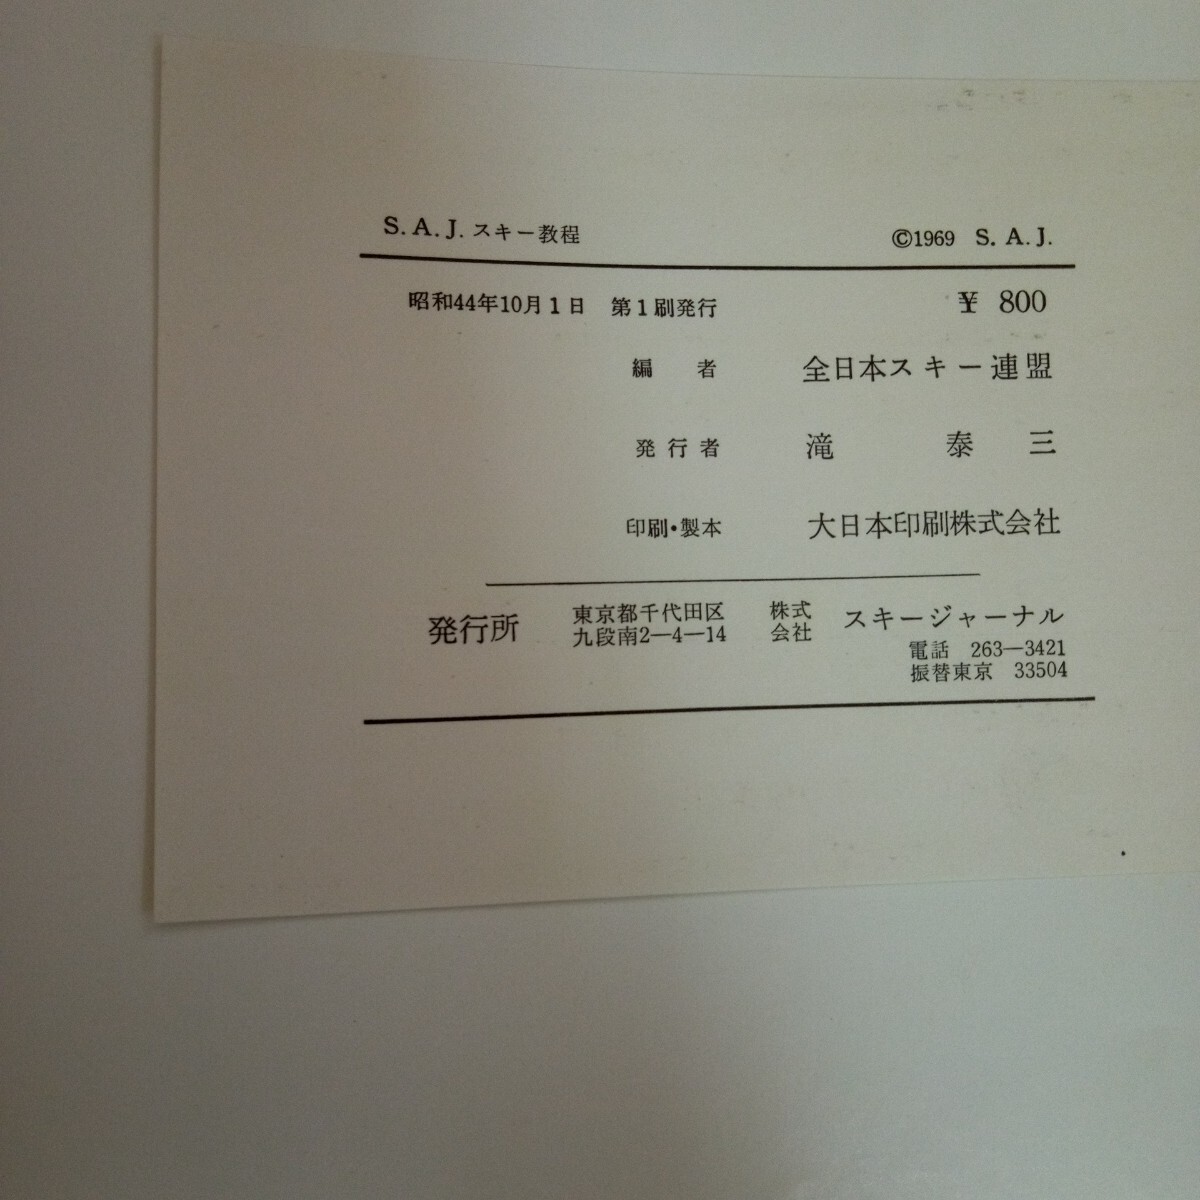 S.A.J.スキー教程 ©1969 S.A.J.
昭和44年10月1日 第1刷発行 ¥ 800
編者 全日本スキー連盟
発行者 滝泰三
印刷・製本 大日本印刷株式会社
発行所 東京都千代田区 株式 スキージャーナル
九段南2―4―14 会社
電話 263―3421
振替東京 33504